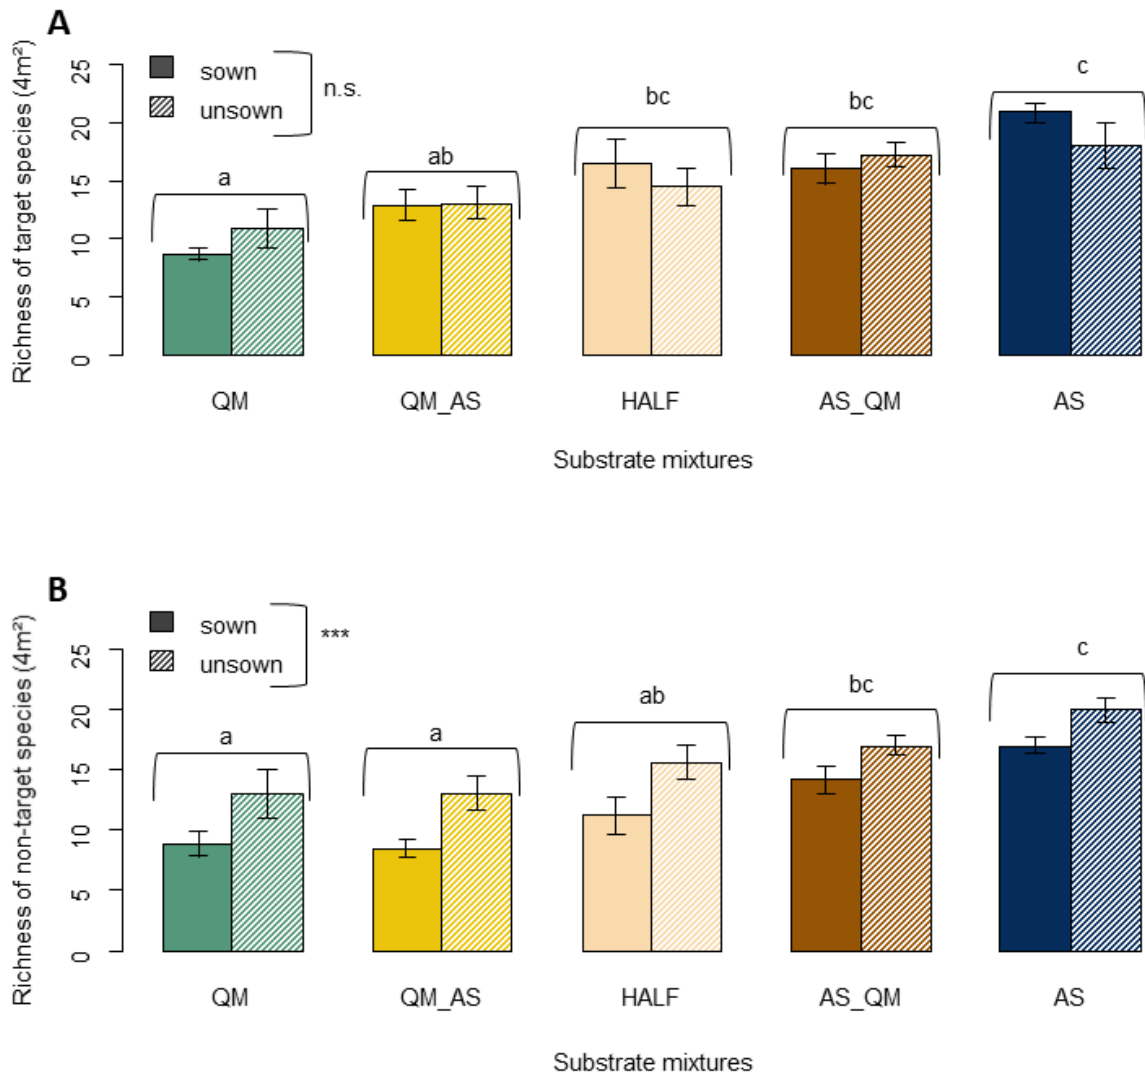 A
Richness of target species (4m²)
0
5
10
15
20
25
sown
unsown
n.s.
a
ab
bc
bc
c
QM
QM_AS
HALF
AS_QM
AS
Substrate mixtures
B
Richness of non-target species (4m²)
0
5
10
15
20
25
sown
unsown
***
a
a
ab
bc
c
QM
QM_AS
HALF
AS_QM
AS
Substrate mixtures